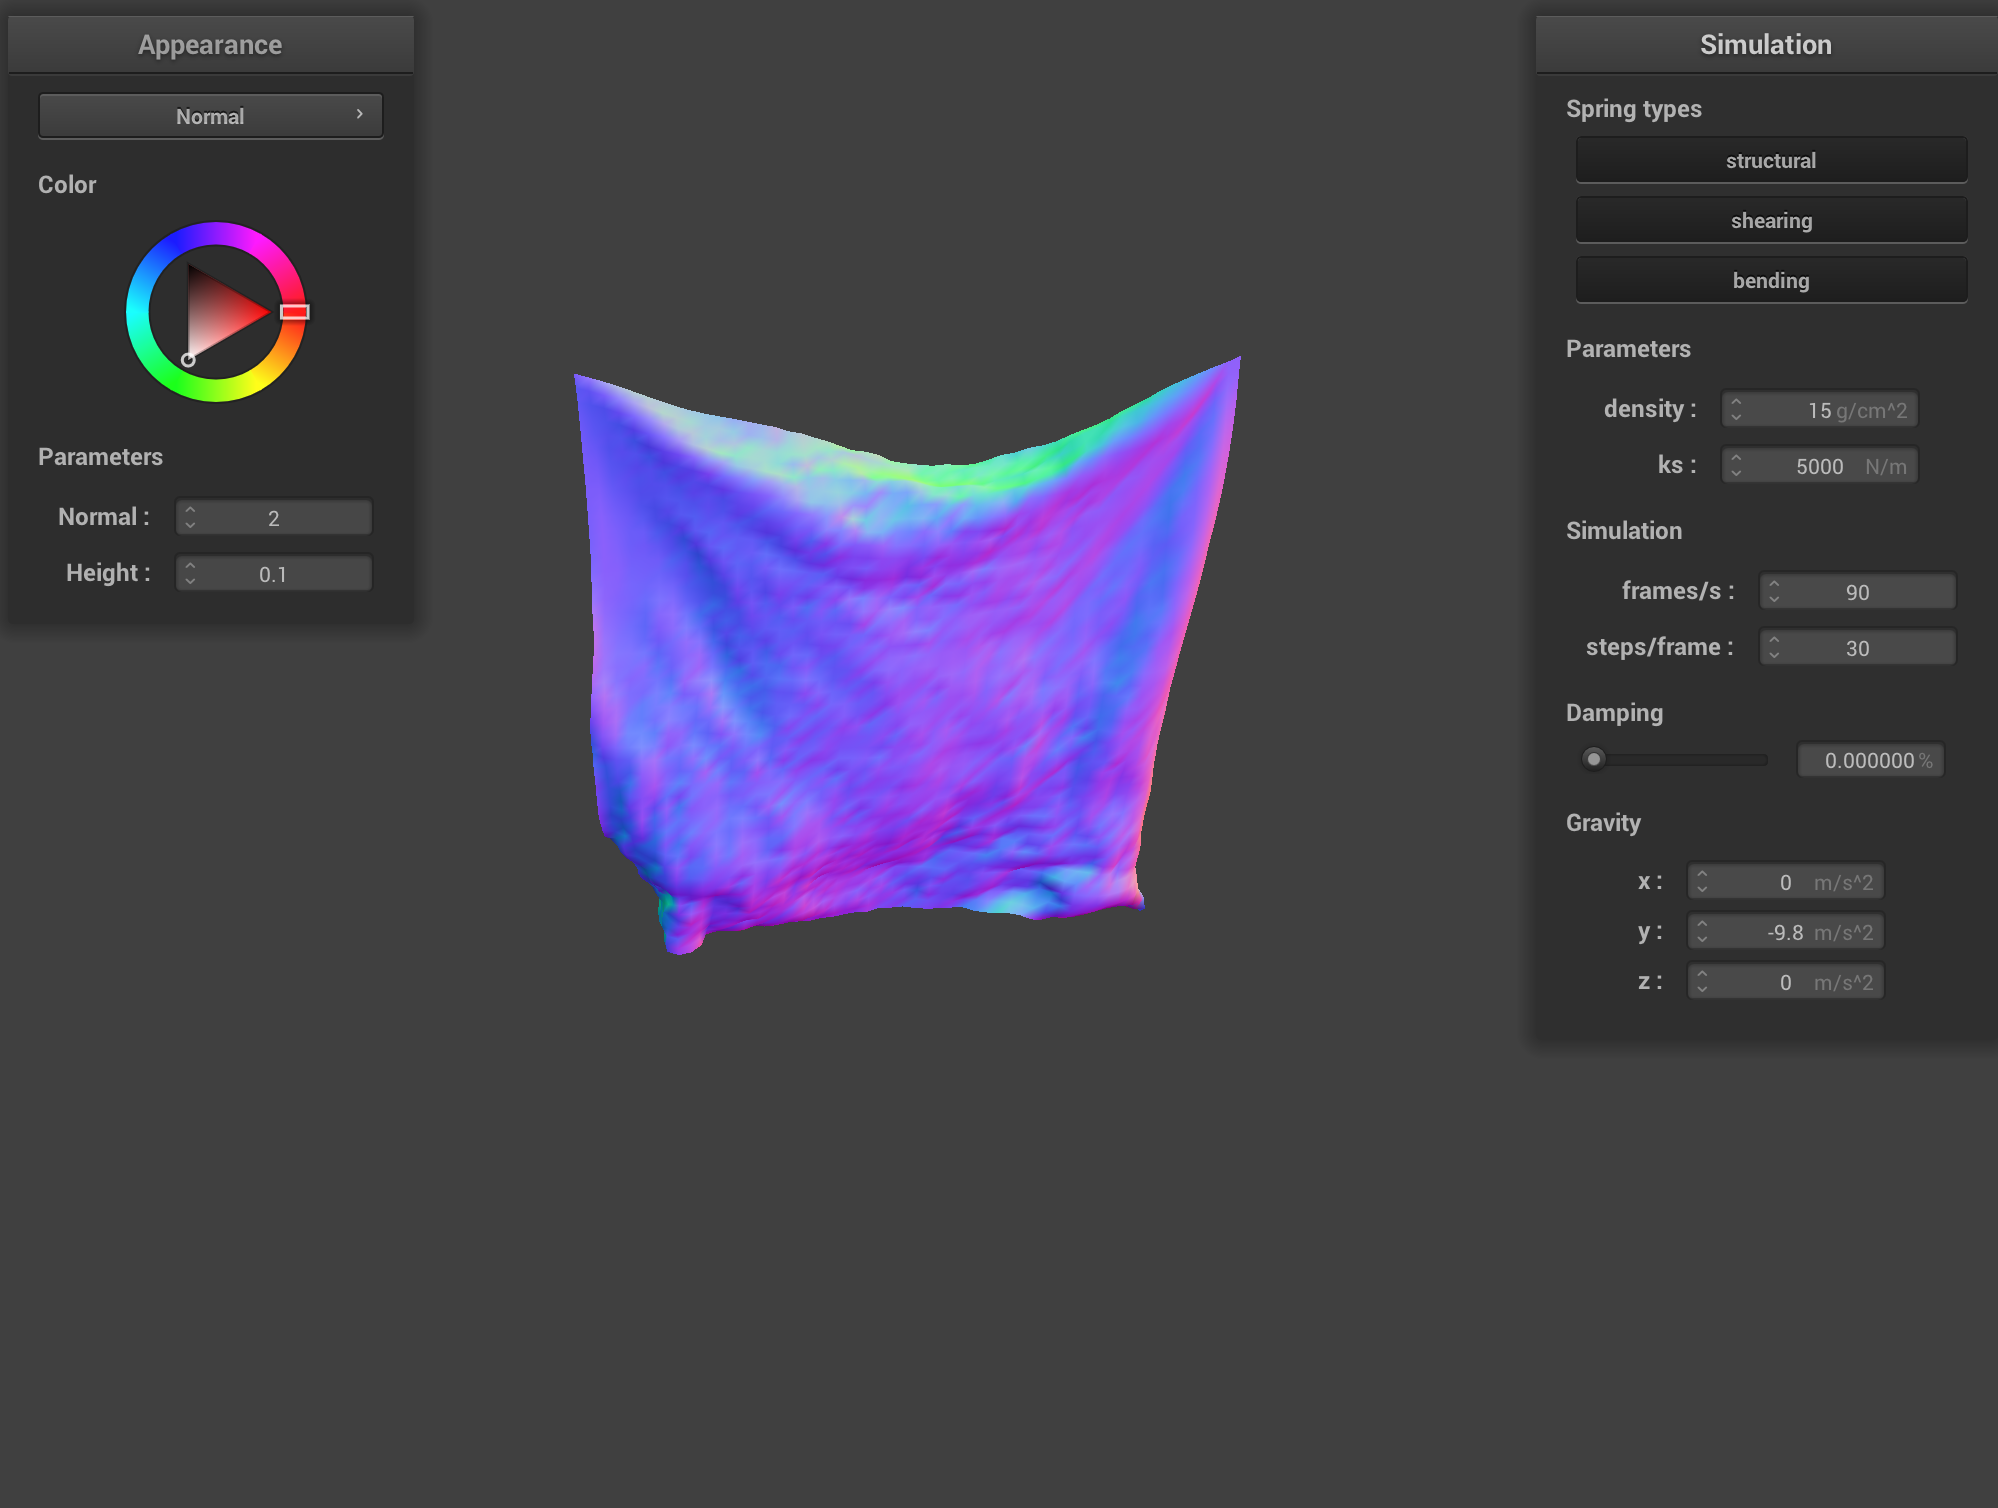 Appearance
Normal
Color
Parameters
Normal : 2
Height : 0.1
Simulation
Spring types
structural
shearing
bending
Parameters
density : 15 g/cm^2
ks : 5000 N/m
Simulation
frames/s : 90
steps/frame : 30
Damping
0.000000 %
Gravity
x : 0 m/s^2
y : -9.8 m/s^2
z : 0 m/s^2